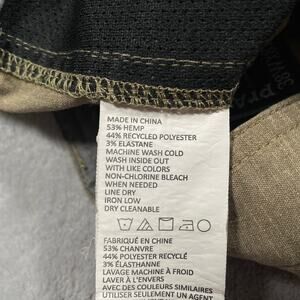 MADE IN CHINA
53% HEMP
44% RECYCLED POLYESTER
3% ELASTANE
MACHINE WASH COLD
WASH INSIDE OUT
WITH LIKE COLORS
NON-CHLORINE BLEACH
WHEN NEEDED
LINE DRY
IRON LOW
DRY CLEANABLE
FABRIQUÉ EN CHINE
53% CHANVRE
44% POLYESTER RECYCLÉ
3% ÉLASTHANNE
LAVAGE MACHINE À FROID
LAVER À L'ENVERS
AVEC COULEURS SIMILAIRES
UTILISER SEULEMENT UN AGENT